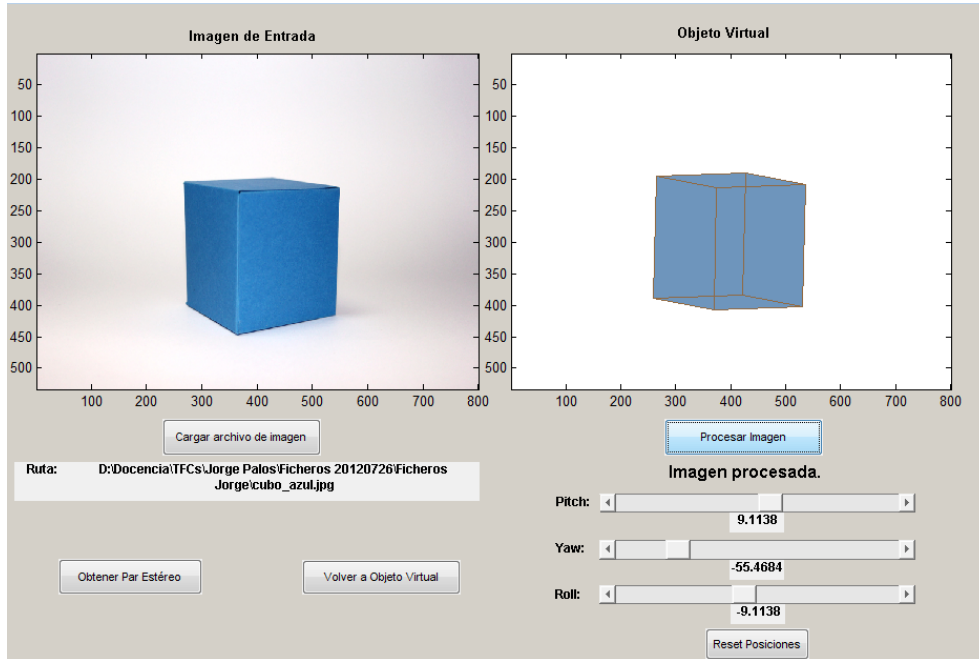 Imagen de Entrada
50
100
150
200
250
300
350
400
450
500
100 200 300 400 500 600 700 800
Cargar archivo de imagen
Ruta: D:\Docencia\TFCs\Jorge Palos\Ficheros 20120726\Ficheros
Jorge\cubo_azul.jpg
Obtener Par Estéreo
Volver a Objeto Virtual
Objeto Virtual
50
100
150
200
250
300
350
400
450
500
100 200 300 400 500 600 700 800
Procesar Imagen
Imagen procesada.
Pitch:
9.1138
Yaw:
-55.4684
Roll:
-9.1138
Reset Posiciones